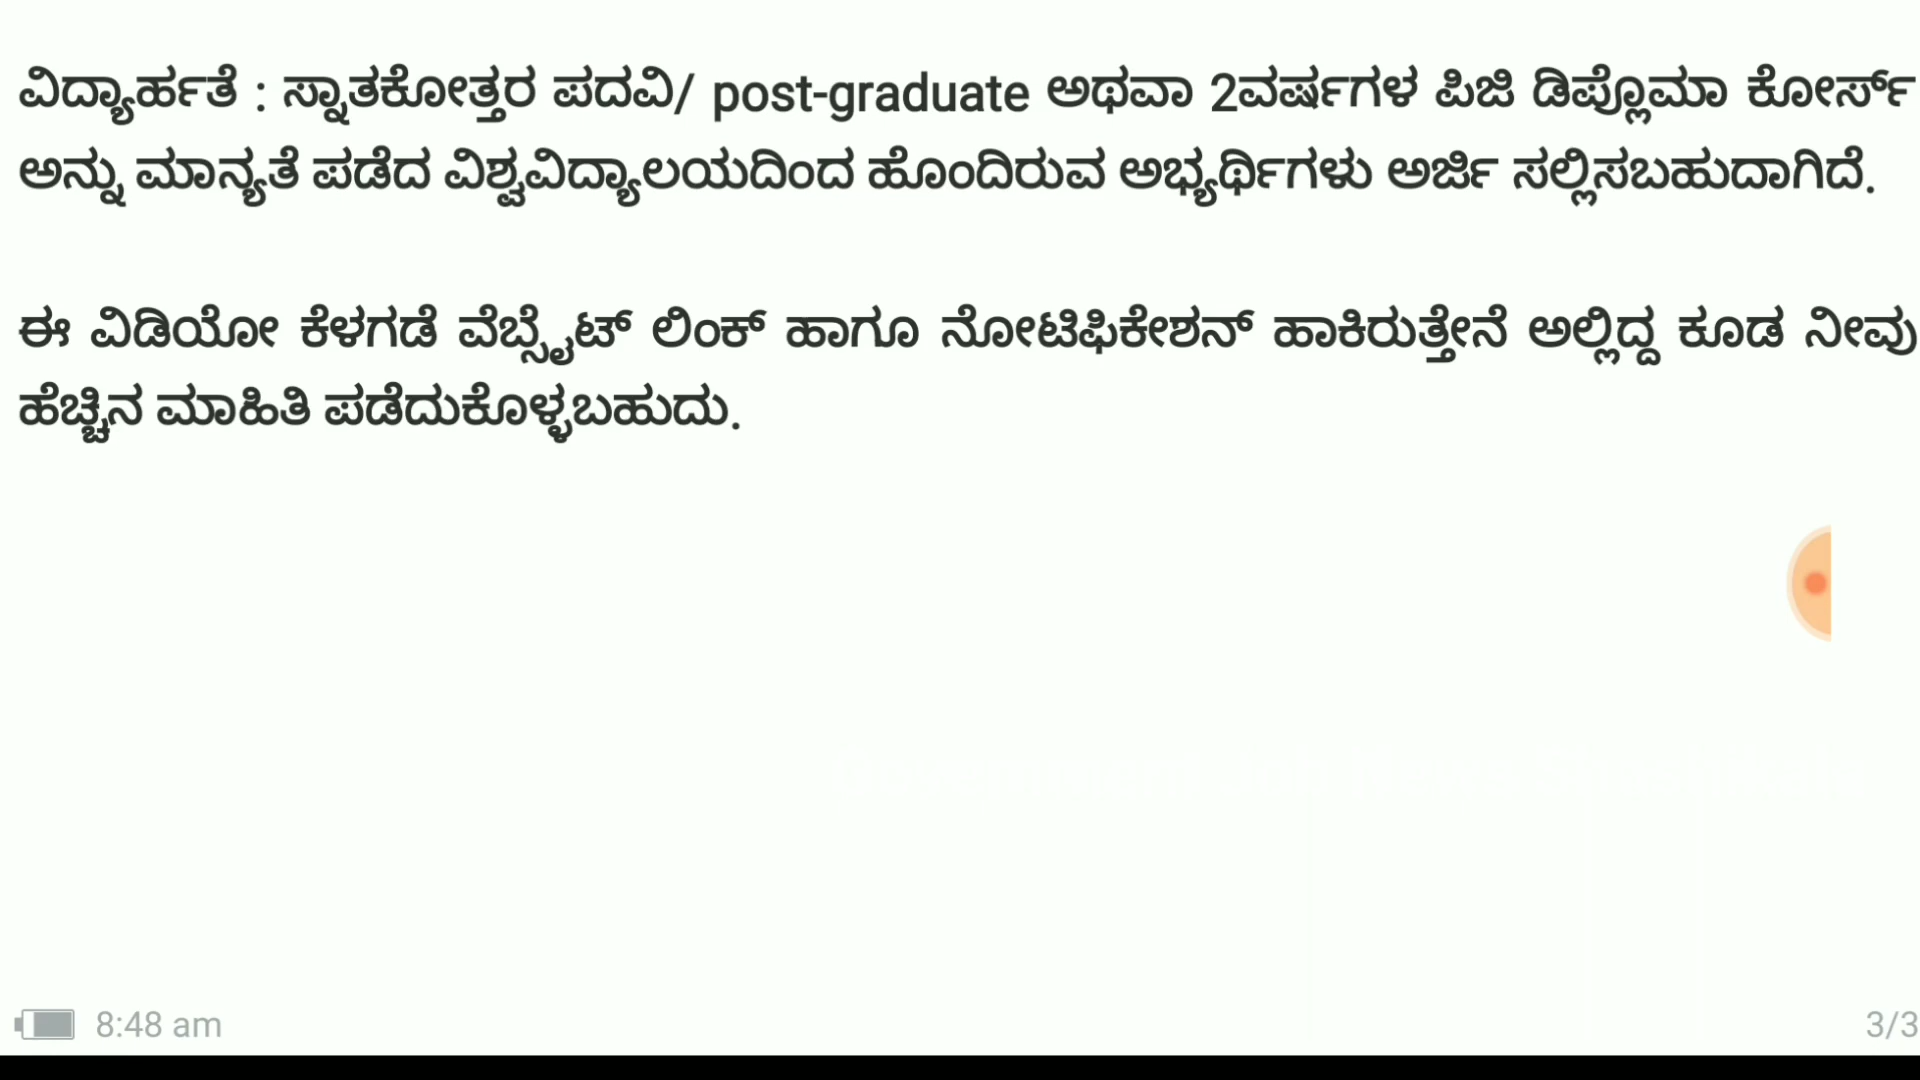 ವಿದ್ಯಾರ್ಹತೆ : ಸ್ನಾತಕೋತ್ತರ ಪದವಿ/ post-graduate ಅಥವಾ 2ವರ್ಷಗಳ ಪಿಜಿ ಡಿಪ್ಲೊಮಾ ಕೋರ್ಸ್
ಅನ್ನು ಮಾನ್ಯತೆ ಪಡೆದ ವಿಶ್ವವಿದ್ಯಾಲಯದಿಂದ ಹೊಂದಿರುವ ಅಭ್ಯರ್ಥಿಗಳು ಅರ್ಜಿ ಸಲ್ಲಿಸಬಹುದಾಗಿದೆ.
ಈ ವಿಡಿಯೋ ಕೆಳಗಡೆ ವೆಬ್ಸೈಟ್ ಲಿಂಕ್ ಹಾಗೂ ನೋಟಿಫಿಕೇಶನ್ ಹಾಕಿರುತ್ತೇನೆ ಅಲ್ಲಿದ್ದ ಕೂಡ ನೀವು
ಹೆಚ್ಚಿನ ಮಾಹಿತಿ ಪಡೆದುಕೊಳ್ಳಬಹುದು.
8:48 am
3/3